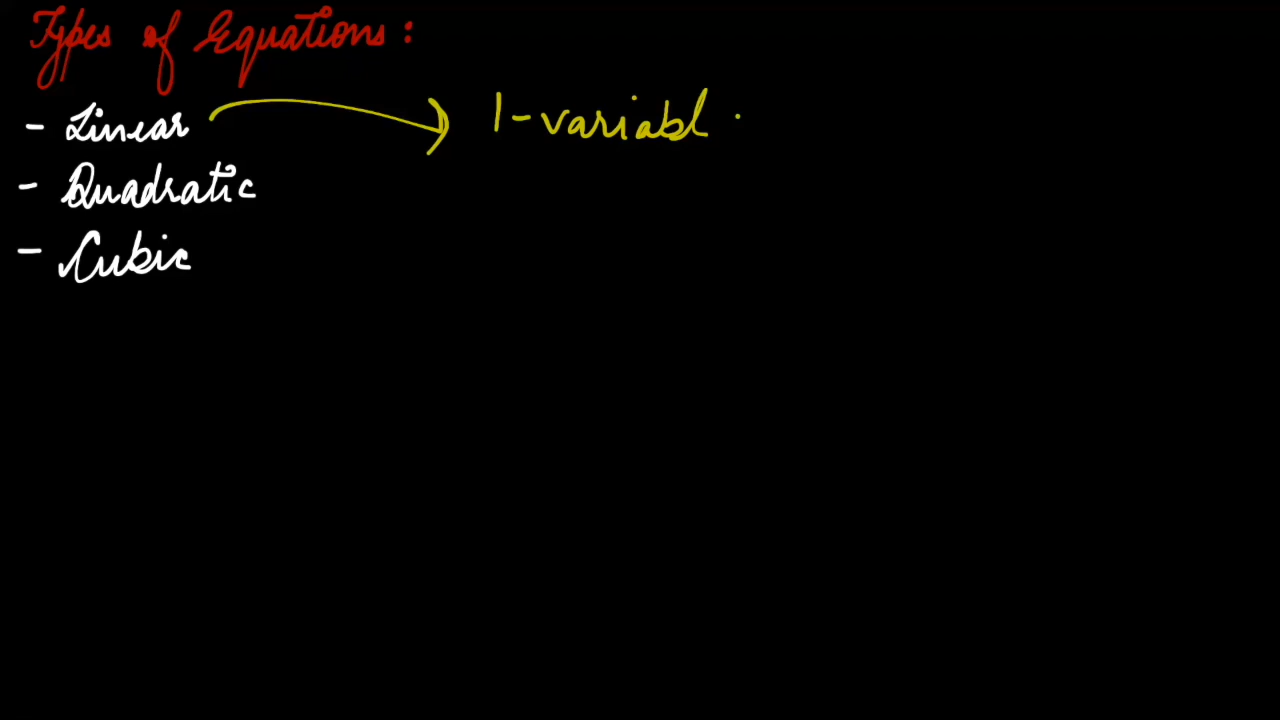 Types of Equations :
- Linear → 1-variabl
- Quadratic
- Cubic